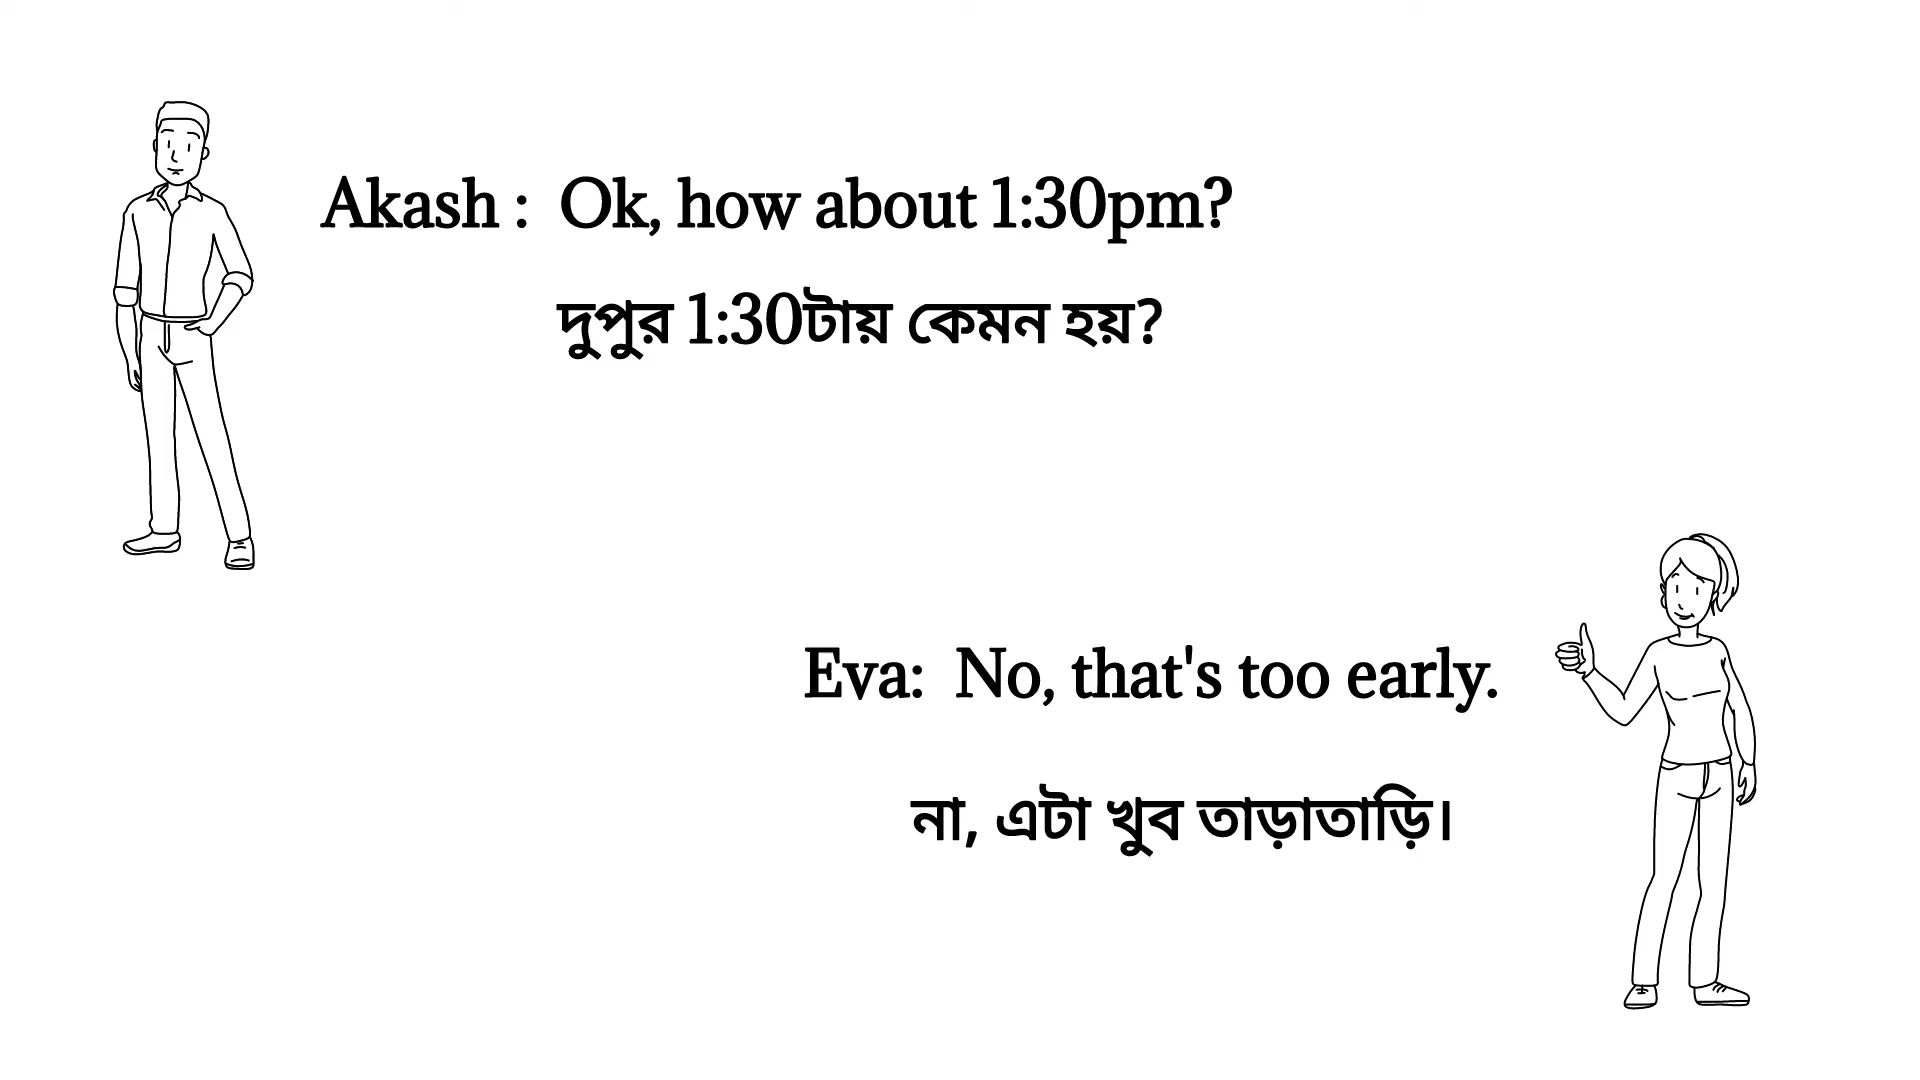 Akash : Ok, how about 1:30pm?
দুপুর 1:30টায় কেমন হয়?
Eva: No, that's too early.
না, এটা খুব তাড়াতাড়ি।